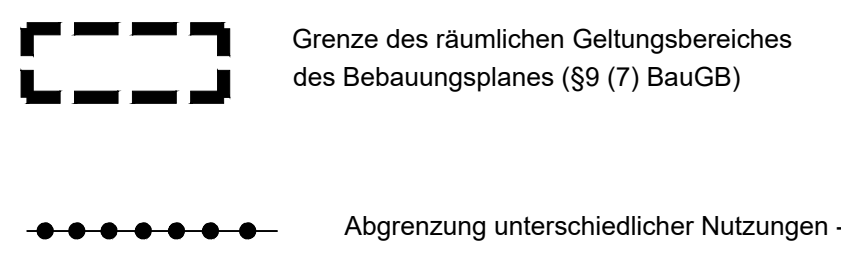 Grenze des räumlichen Geltungsbereiches
des Bebauungsplanes (§9 (7) BauGB)
Abgrenzung unterschiedlicher Nutzungen -